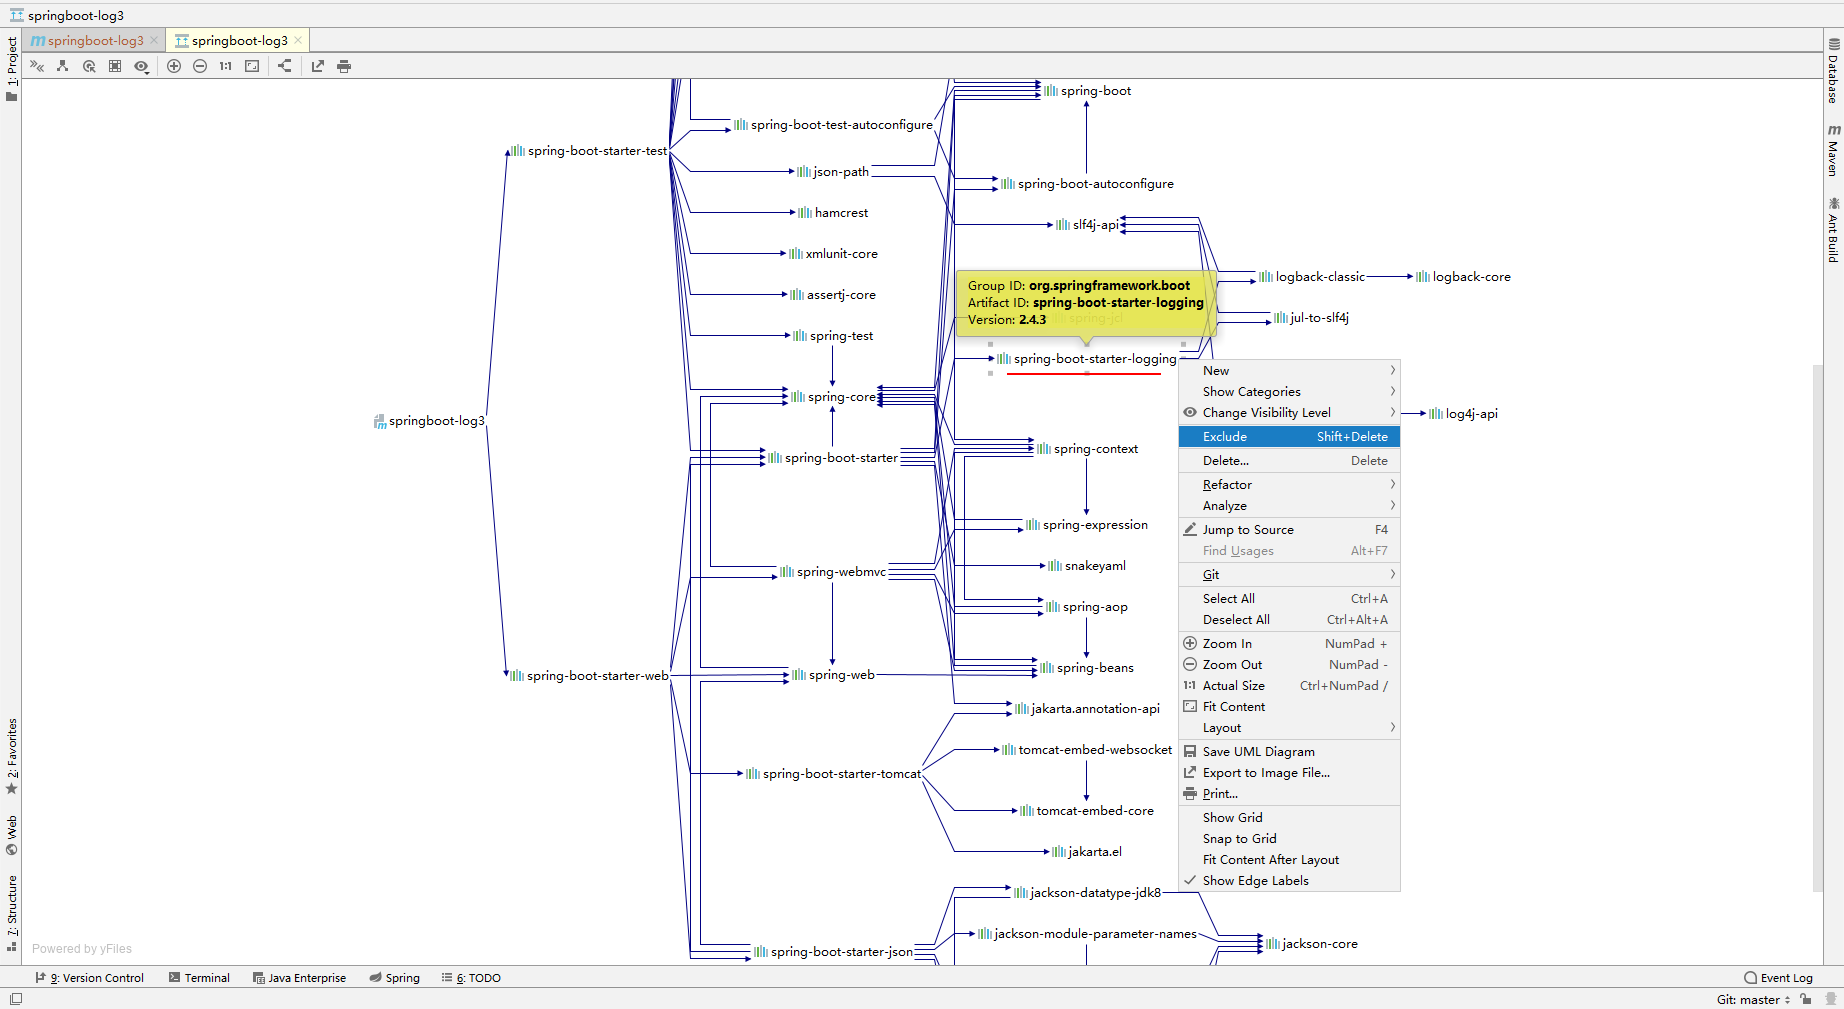 springboot-log3
springboot-log3
springboot-log3
1: Project
2: Favorites
Web
7: Structure
1:1
spring-boot
spring-boot-test-autoconfigure
spring-boot-starter-test
json-path
spring-boot-autoconfigure
hamcrest
slf4j-api
xmlunit-core
logback-classic
logback-core
Group ID: org.springframework.boot
Artifact ID: spring-boot-starter-logging
Version: 2.4.3
spring-jcl
assertj-core
jul-to-slf4j
spring-test
spring-boot-starter-logging
spring-core
log4j-api
springboot-log3
spring-context
spring-boot-starter
spring-expression
snakeyaml
spring-webmvc
spring-aop
spring-beans
spring-boot-starter-web
spring-web
jakarta.annotation-api
tomcat-embed-websocket
spring-boot-starter-tomcat
tomcat-embed-core
jakarta.el
jackson-datatype-jdk8
jackson-module-parameter-names
jackson-core
spring-boot-starter-json
New
Show Categories
Change Visibility Level
Exclude Shift+Delete
Delete... Delete
Refactor
Analyze
Jump to Source F4
Find Usages Alt+F7
Git
Select All Ctrl+A
Deselect All Ctrl+Alt+A
Zoom In NumPad +
Zoom Out NumPad -
1:1 Actual Size Ctrl+NumPad /
Fit Content
Layout
Save UML Diagram
Export to Image File...
Print...
Show Grid
Snap to Grid
Fit Content After Layout
Show Edge Labels
Database
Maven
Ant Build
Powered by yFiles
9: Version Control
Terminal
Java Enterprise
Spring
6: TODO
Event Log
Git: master